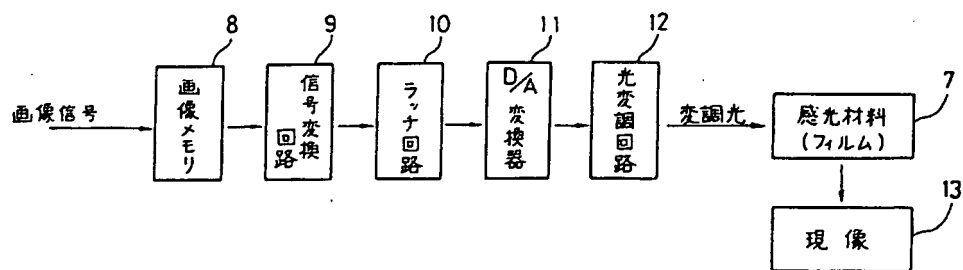 画像信号
8
画像メモリ
9
信号変換
回路
10
ラッチ回路
11
D/A
変換器
12
光変調回路
変調光
7
感光材料
(フィルム)
13
現像